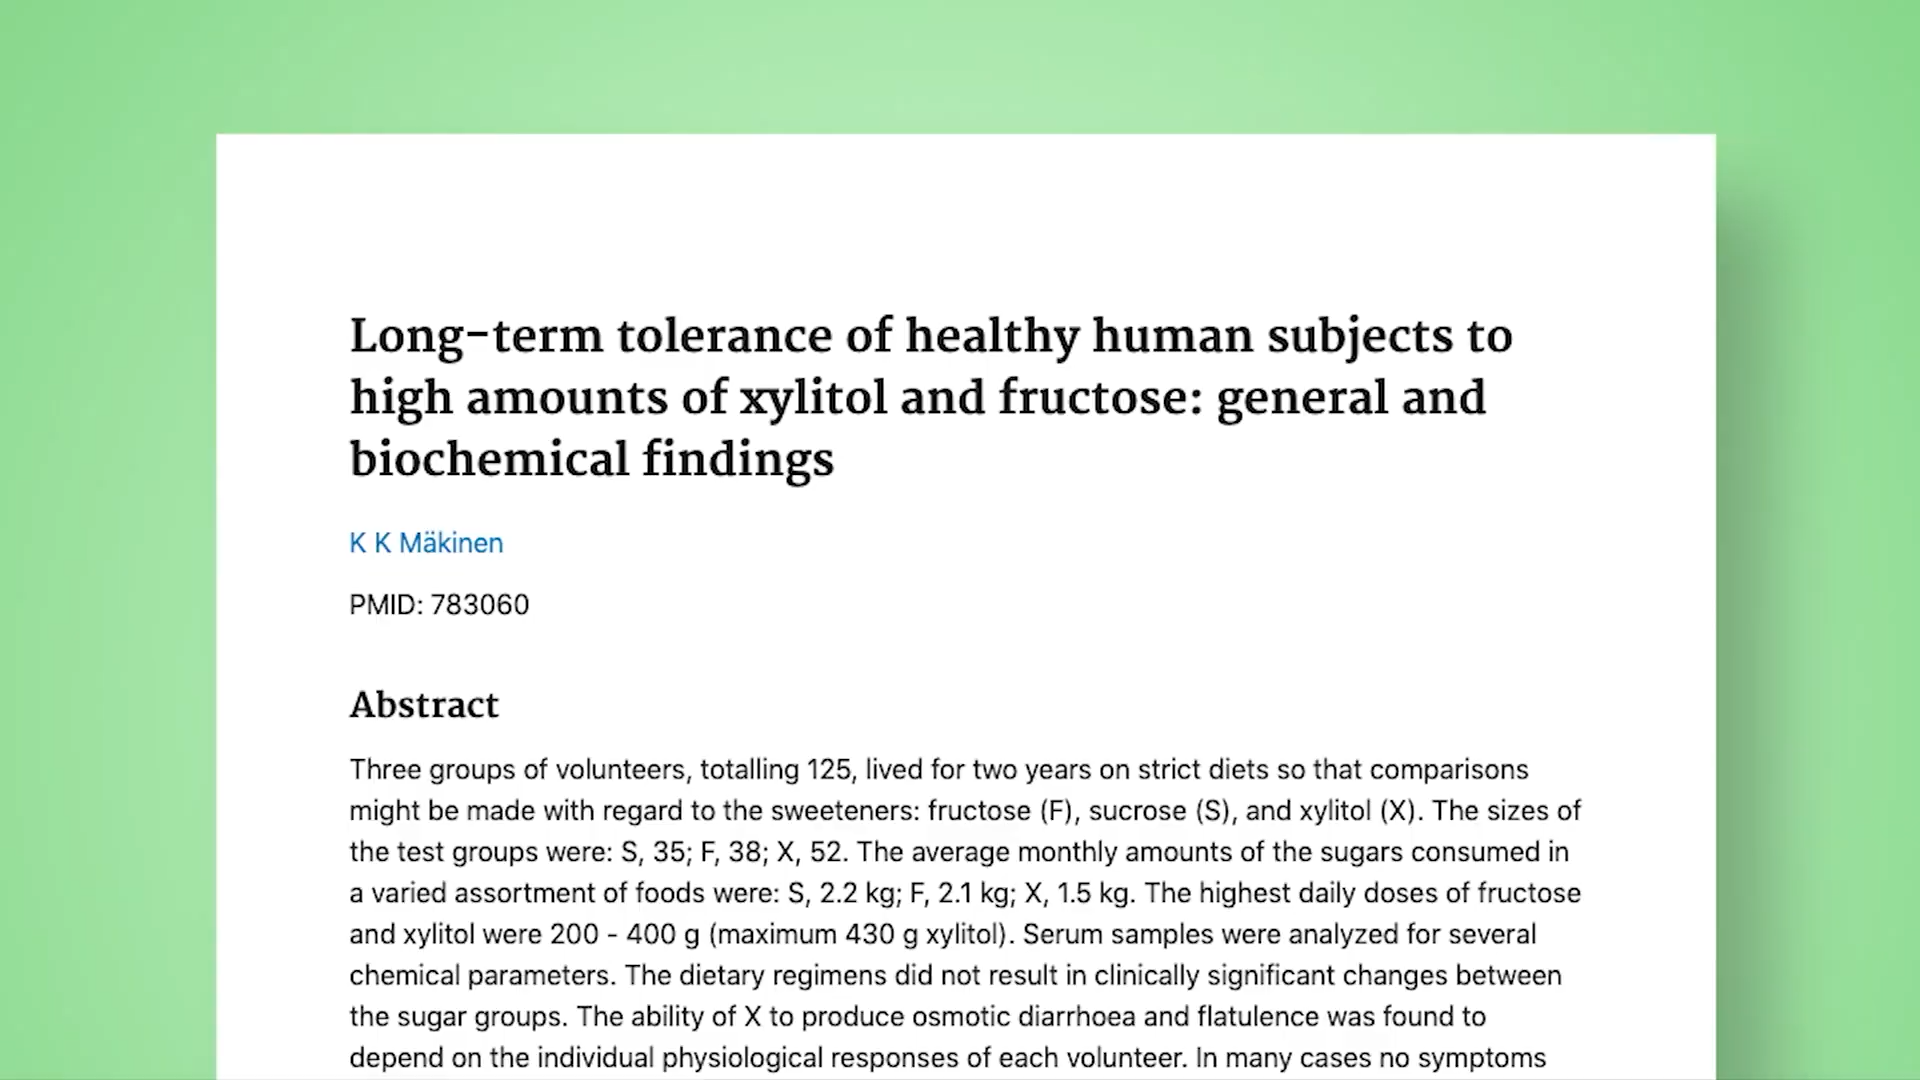 Long-term tolerance of healthy human subjects to
high amounts of xylitol and fructose: general and
biochemical findings
K K Mäkinen
PMID: 783060
Abstract
Three groups of volunteers, totalling 125, lived for two years on strict diets so that comparisons
might be made with regard to the sweeteners: fructose (F), sucrose (S), and xylitol (X). The sizes of
the test groups were: S, 35; F, 38; X, 52. The average monthly amounts of the sugars consumed in
a varied assortment of foods were: S, 2.2 kg; F, 2.1 kg; X, 1.5 kg. The highest daily doses of fructose
and xylitol were 200 - 400 g (maximum 430 g xylitol). Serum samples were analyzed for several
chemical parameters. The dietary regimens did not result in clinically significant changes between
the sugar groups. The ability of X to produce osmotic diarrhoea and flatulence was found to
depend on the individual physiological responses of each volunteer. In many cases no symptoms